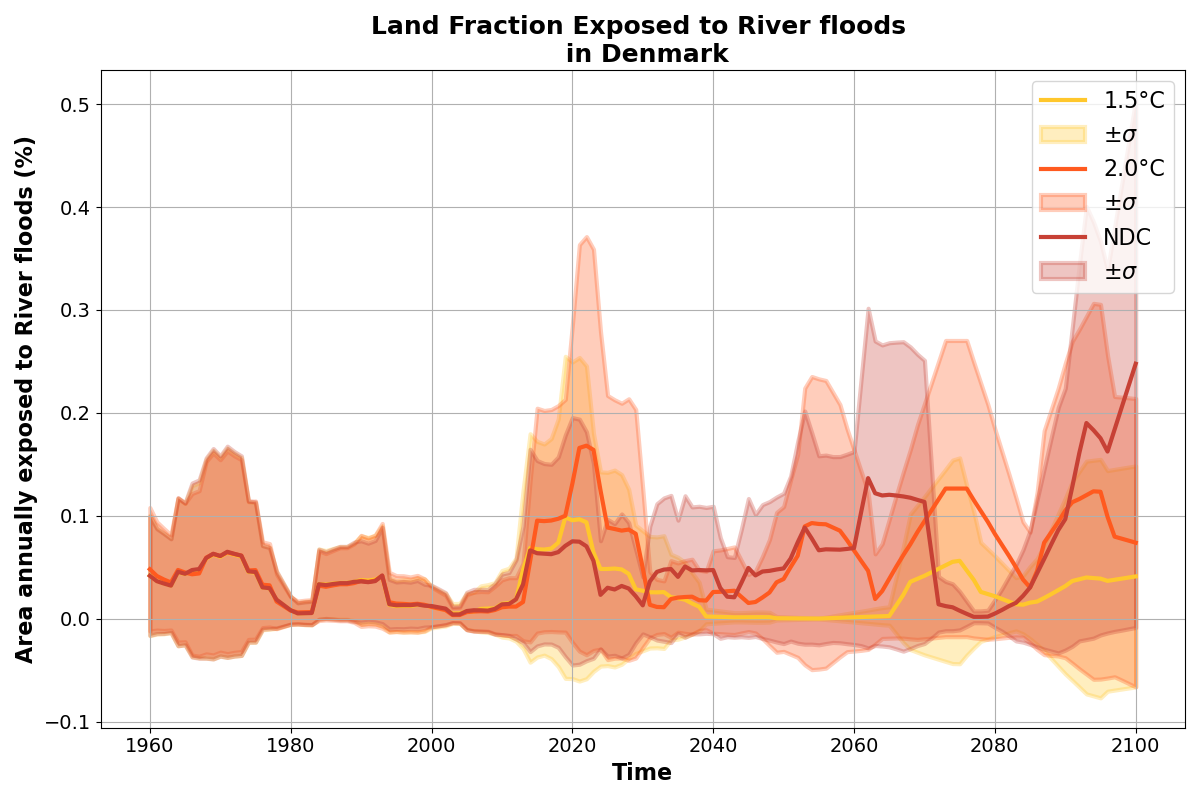 Land Fraction Exposed to River floods
in Denmark
Area annually exposed to River floods (%)
0.5
0.4
0.3
0.2
0.1
0.0
−0.1
1960
1980
2000
2020
2040
2060
2080
2100
Time
1.5°C
±σ
2.0°C
±σ
NDC
±σ